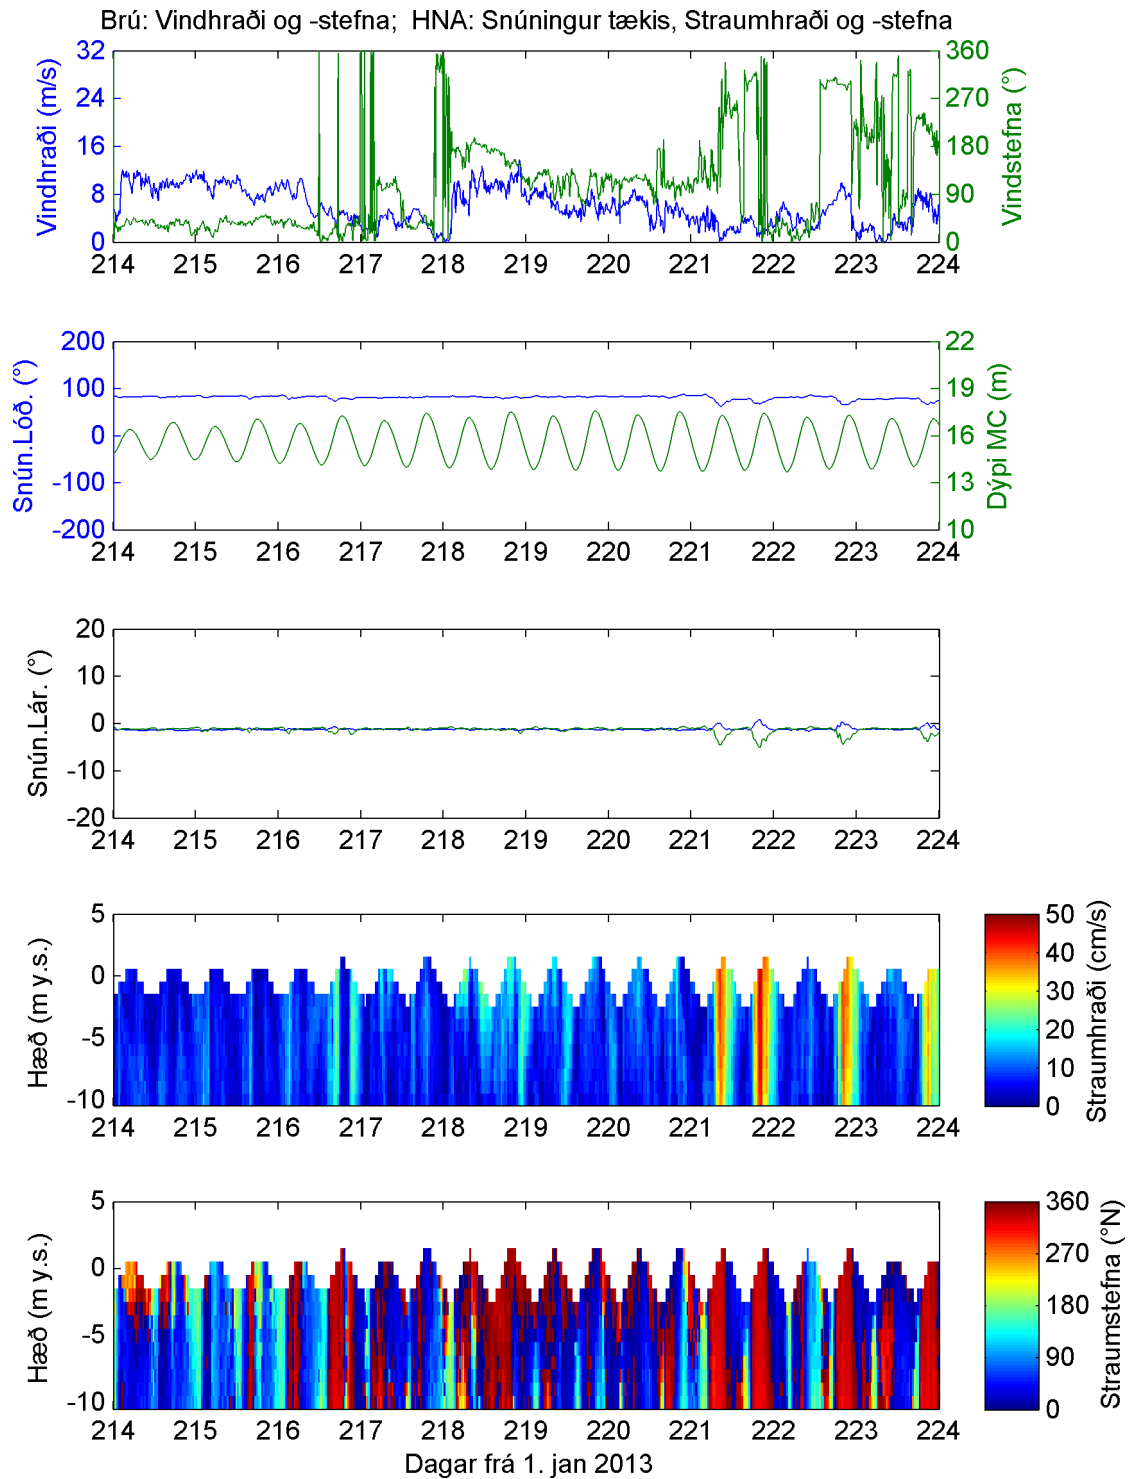 Brú: Vindhraði og -stefna; HNA: Snúningur tækis, Straumhraði og -stefna
Vindhraði (m/s)
32
24
16
8
0
360
270
180
90
0
Vindstefna (°)
214 215 216 217 218 219 220 221 222 223 224
Snún.Lóð. (°)
200
100
0
-100
-200
22
19
16
13
10
Dýpi MC (m)
214 215 216 217 218 219 220 221 222 223 224
Snún.Lár. (°)
20
10
0
-10
-20
214 215 216 217 218 219 220 221 222 223 224
Hæð (m y.s.)
5
0
-5
-10
214 215 216 217 218 219 220 221 222 223 224
50
40
30
20
10
0
Straumhraði (cm/s)
Hæð (m y.s.)
5
0
-5
-10
214 215 216 217 218 219 220 221 222 223 224
360
270
180
90
0
Straumstefna (°N)
Dagar frá 1. jan 2013